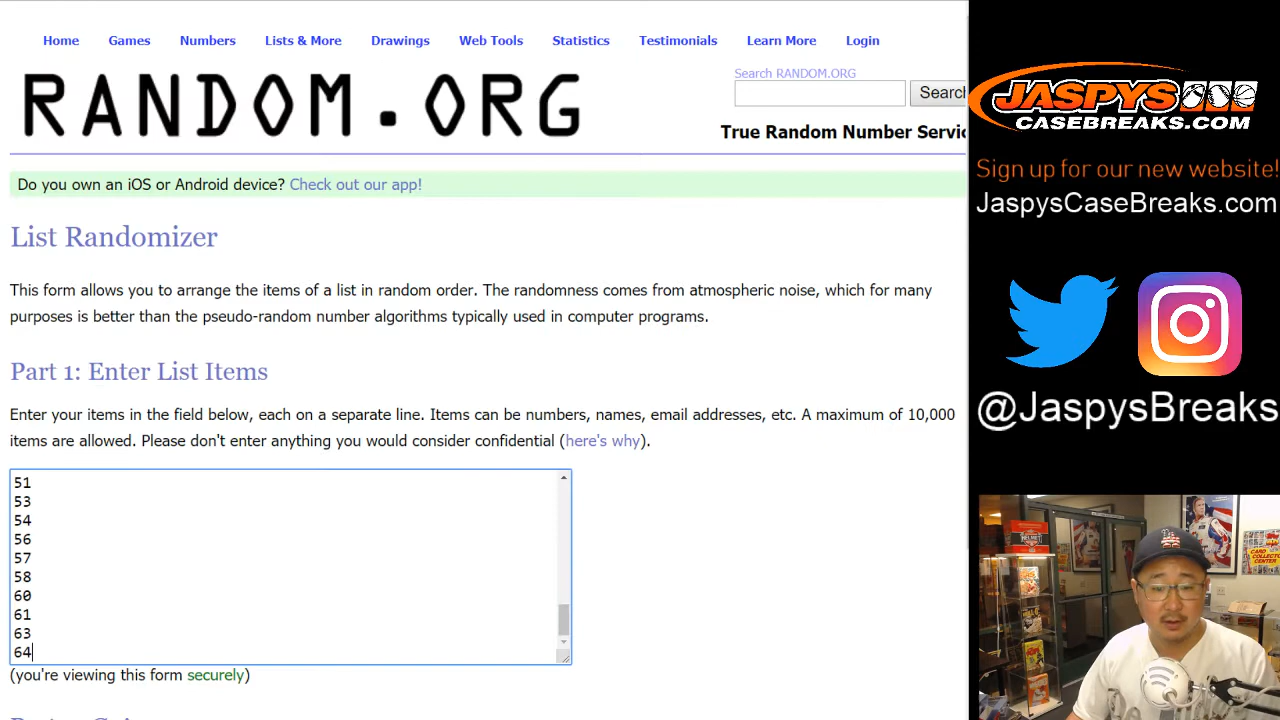 Home Games Numbers Lists & More Drawings Web Tools Statistics Testimonials Learn More Login
RANDOM.ORG
Search RANDOM.ORG
Search
True Random Number Servic
Do you own an iOS or Android device? Check out our app!
List Randomizer
This form allows you to arrange the items of a list in random order. The randomness comes from atmospheric noise, which for many
purposes is better than the pseudo-random number algorithms typically used in computer programs.
Part 1: Enter List Items
Enter your items in the field below, each on a separate line. Items can be numbers, names, email addresses, etc. A maximum of 10,000
items are allowed. Please don't enter anything you would consider confidential (here's why).
51
53
54
56
57
58
60
61
63
64
(you're viewing this form securely)
JASPYS
CASEBREAKS.COM
Sign up for our new website!
JaspysCaseBreaks.com
@JaspysBreaks
HELMET
CARD
COLLECTOR
CENTER